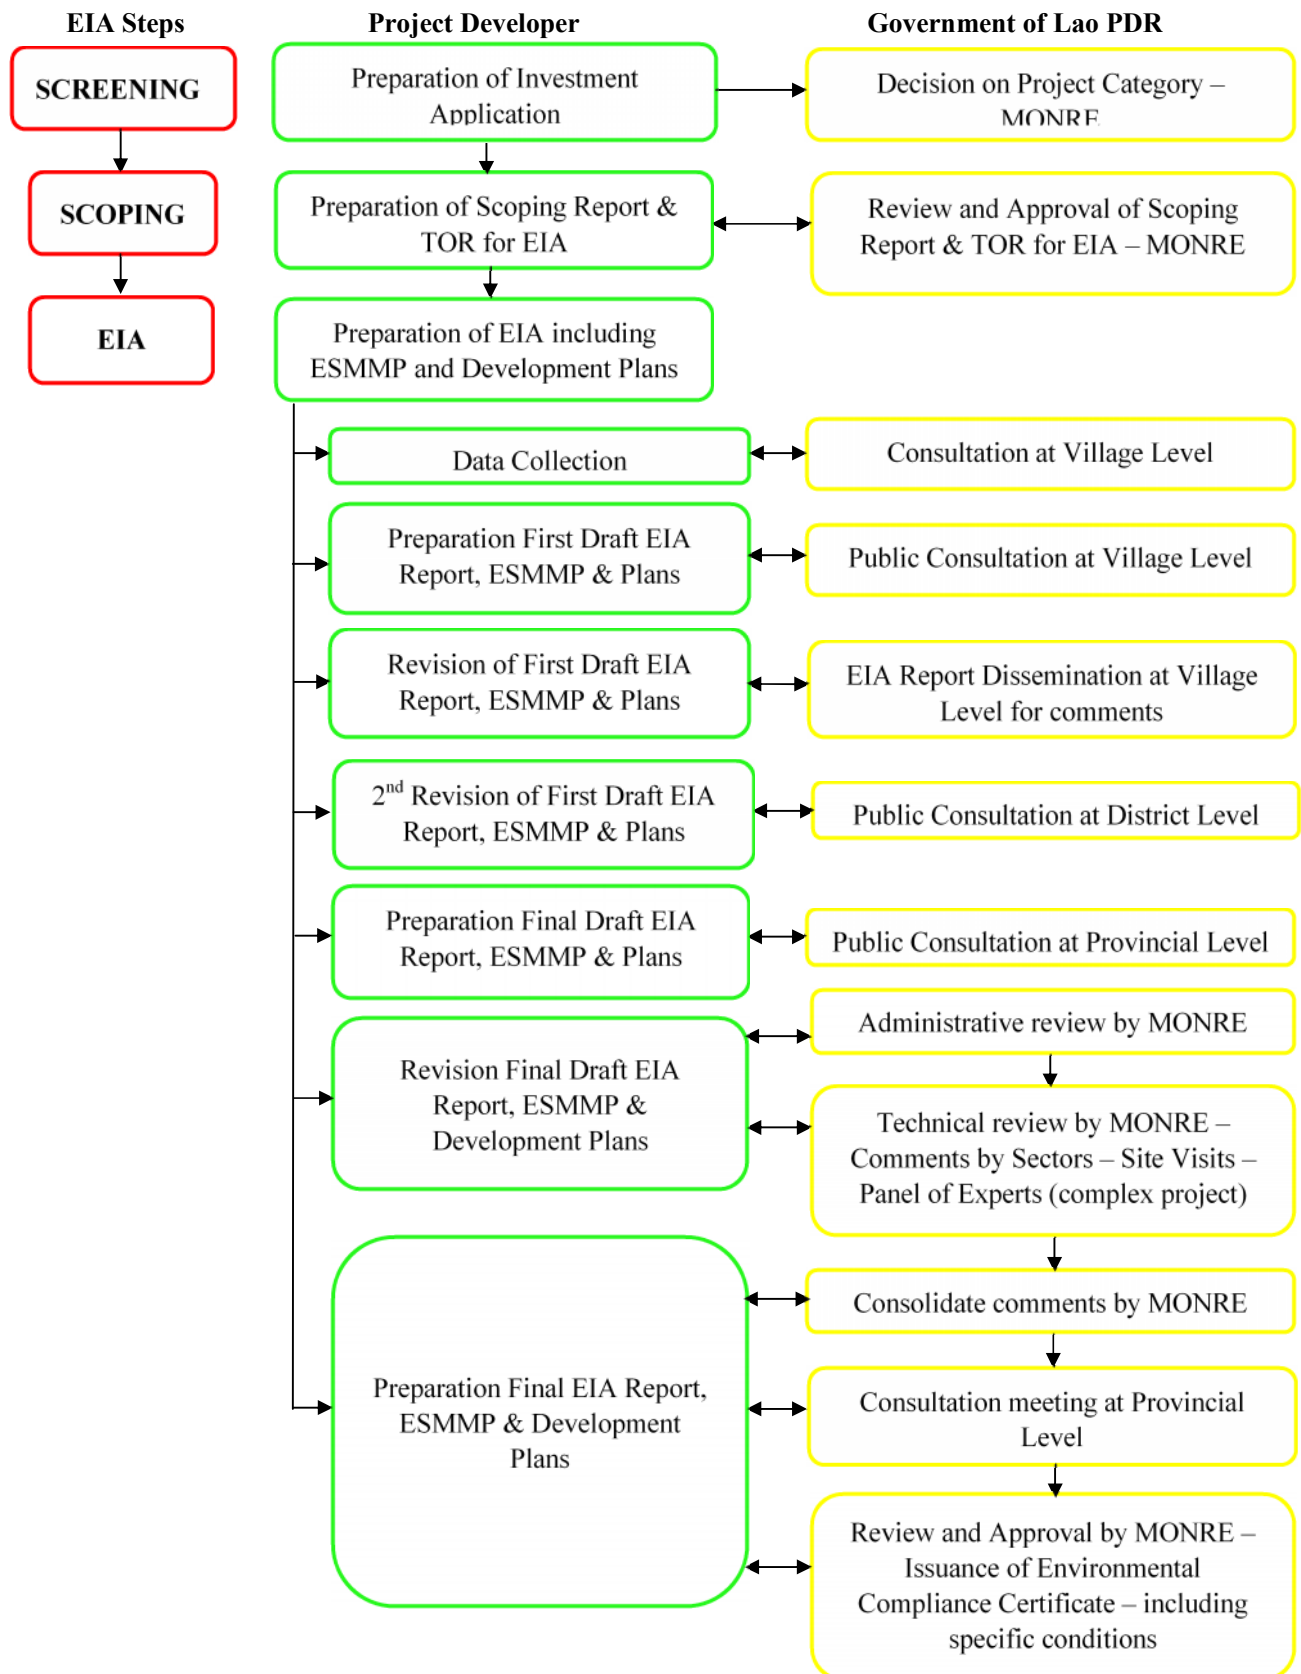 EIA Steps
Project Developer
Government of Lao PDR
SCREENING
Preparation of Investment
Application
Decision on Project Category –
MONRE
SCOPING
Preparation of Scoping Report &
TOR for EIA
Review and Approval of Scoping
Report & TOR for EIA – MONRE
EIA
Preparation of EIA including
ESMMP and Development Plans
Data Collection
Consultation at Village Level
Preparation First Draft EIA
Report, ESMMP & Plans
Public Consultation at Village Level
Revision of First Draft EIA
Report, ESMMP & Plans
EIA Report Dissemination at Village
Level for comments
2nd Revision of First Draft EIA
Report, ESMMP & Plans
Public Consultation at District Level
Preparation Final Draft EIA
Report, ESMMP & Plans
Public Consultation at Provincial Level
Revision Final Draft EIA
Report, ESMMP &
Development Plans
Administrative review by MONRE
Technical review by MONRE –
Comments by Sectors – Site Visits –
Panel of Experts (complex project)
Preparation Final EIA Report,
ESMMP & Development
Plans
Consolidate comments by MONRE
Consultation meeting at Provincial
Level
Review and Approval by MONRE –
Issuance of Environmental
Compliance Certificate – including
specific conditions